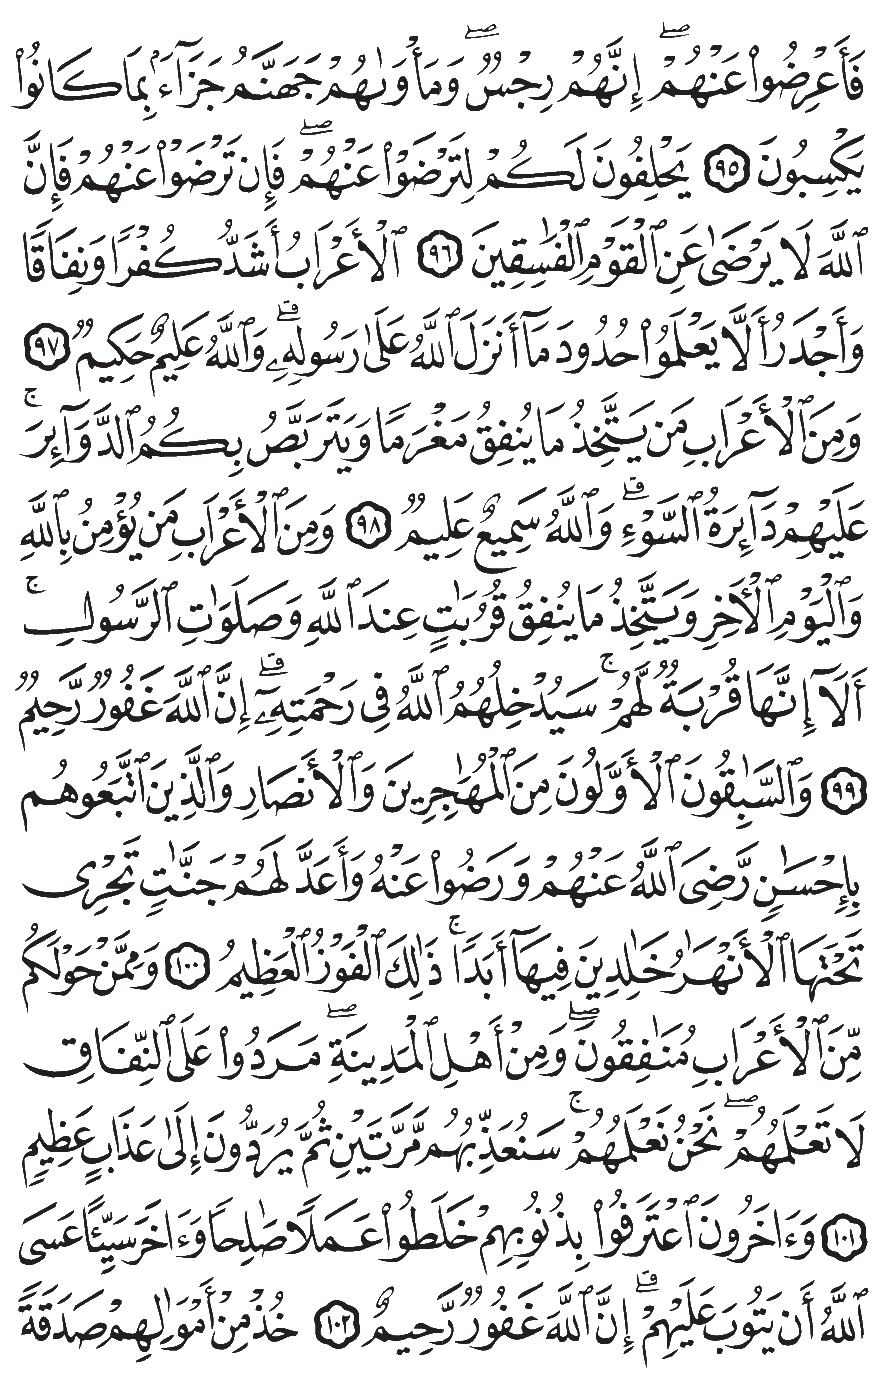 فَأَعْرِضُوا۟ عَنْهُمْ ۖ إِنَّهُمْ رِجْسٌ ۖ وَمَأْوَىٰهُمْ جَهَنَّمُ جَزَآءًۢ بِمَا كَانُوا۟
يَكْسِبُونَ ٩٥ يَحْلِفُونَ لَكُمْ لِتَرْضَوْا۟ عَنْهُمْ ۖ فَإِن تَرْضَوْا۟ عَنْهُمْ فَإِنَّ
ٱللَّهَ لَا يَرْضَىٰ عَنِ ٱلْقَوْمِ ٱلْفَـٰسِقِينَ ٩٦ ٱلْأَعْرَابُ أَشَدُّ كُفْرًا وَنِفَاقًا
وَأَجْدَرُ أَلَّا يَعْلَمُوا۟ حُدُودَ مَآ أَنزَلَ ٱللَّهُ عَلَىٰ رَسُولِهِۦ ۗ وَٱللَّهُ عَلِيمٌ حَكِيمٌ ٩٧
وَمِنَ ٱلْأَعْرَابِ مَن يَتَّخِذُ مَا يُنفِقُ مَغْرَمًا وَيَتَرَبَّصُ بِكُمُ ٱلدَّوَآئِرَ ۚ
عَلَيْهِمْ دَآئِرَةُ ٱلسَّوْءِ ۗ وَٱللَّهُ سَمِيعٌ عَلِيمٌ ٩٨ وَمِنَ ٱلْأَعْرَابِ مَن يُؤْمِنُ بِٱللَّهِ
وَٱلْيَوْمِ ٱلْـَٔاخِرِ وَيَتَّخِذُ مَا يُنفِقُ قُرُبَـٰتٍ عِندَ ٱللَّهِ وَصَلَوَٰتِ ٱلرَّسُولِ ۚ
أَلَآ إِنَّهَا قُرْبَةٌ لَّهُمْ ۚ سَيُدْخِلُهُمُ ٱللَّهُ فِى رَحْمَتِهِۦٓ ۗ إِنَّ ٱللَّهَ غَفُورٌ رَّحِيمٌ
٩٩ وَٱلسَّـٰبِقُونَ ٱلْأَوَّلُونَ مِنَ ٱلْمُهَـٰجِرِينَ وَٱلْأَنصَارِ وَٱلَّذِينَ ٱتَّبَعُوهُم
بِإِحْسَـٰنٍ رَّضِىَ ٱللَّهُ عَنْهُمْ وَرَضُوا۟ عَنْهُ وَأَعَدَّ لَهُمْ جَنَّـٰتٍ تَجْرِى
تَحْتَهَا ٱلْأَنْهَـٰرُ خَـٰلِدِينَ فِيهَآ أَبَدًا ۚ ذَٰلِكَ ٱلْفَوْزُ ٱلْعَظِيمُ ١٠٠ وَمِمَّنْ حَوْلَكُم
مِّنَ ٱلْأَعْرَابِ مُنَـٰفِقُونَ ۖ وَمِنْ أَهْلِ ٱلْمَدِينَةِ ۖ مَرَدُوا۟ عَلَى ٱلنِّفَاقِ
لَا تَعْلَمُهُمْ ۖ نَحْنُ نَعْلَمُهُمْ ۚ سَنُعَذِّبُهُم مَّرَّتَيْنِ ثُمَّ يُرَدُّونَ إِلَىٰ عَذَابٍ عَظِيمٍ
١٠١ وَءَاخَرُونَ ٱعْتَرَفُوا۟ بِذُنُوبِهِمْ خَلَطُوا۟ عَمَلًا صَـٰلِحًا وَءَاخَرَ سَيِّئًا عَسَى
ٱللَّهُ أَن يَتُوبَ عَلَيْهِمْ ۗ إِنَّ ٱللَّهَ غَفُورٌ رَّحِيمٌ ١٠٢ خُذْ مِنْ أَمْوَٰلِهِمْ صَدَقَةً